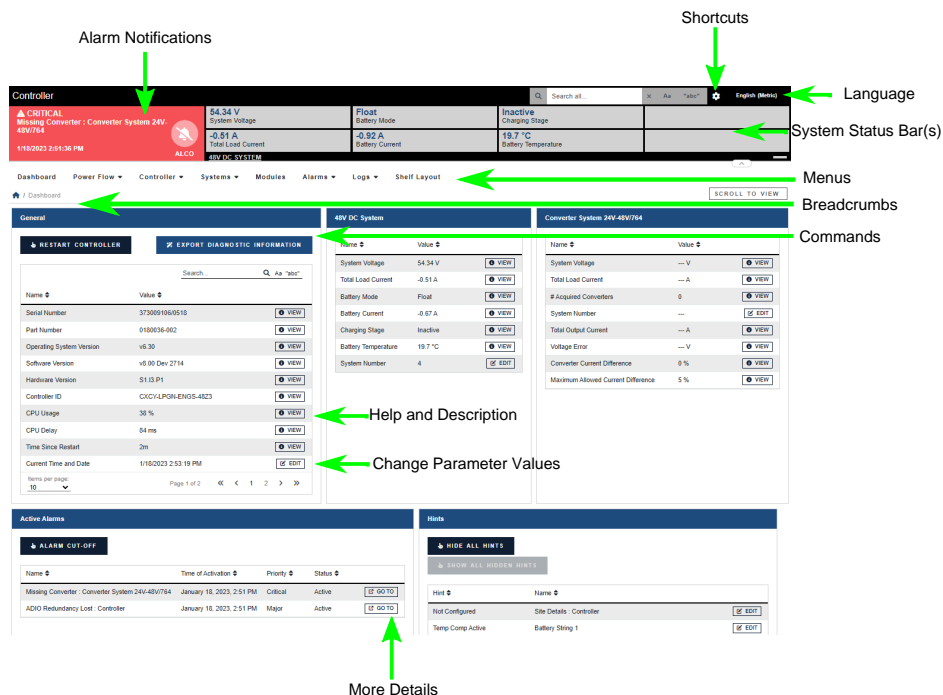 Shortcuts
Alarm Notifications
Controller
Search all...
× Aa "abc"
English (Metric)
Language
CRITICAL
Missing Converter : Converter System 24V-
48V/764
1/18/2023 2:51:36 PM
ALCO
54.34 V
System Voltage
Float
Battery Mode
Inactive
Charging Stage
-0.51 A
Total Load Current
-0.92 A
Battery Current
19.7 °C
Battery Temperature
48V DC SYSTEM
System Status Bar(s)
Dashboard Power Flow Controller Systems Modules Alarms Logs Shelf Layout
Menus
/ Dashboard
SCROLL TO VIEW
Breadcrumbs
General
RESTART CONTROLLER
EXPORT DIAGNOSTIC INFORMATION
Search... Aa "abc"
Name Value
Serial Number 373009106/0518 VIEW
Part Number 0180036-002 VIEW
Operating System Version v6.30 VIEW
Software Version v8.00 Dev 2714 VIEW
Hardware Version S1.I3.P1 VIEW
Controller ID CXCY-LPGN-ENGS-48Z3 VIEW
CPU Usage 38 % VIEW
CPU Delay 84 ms VIEW
Time Since Restart 2m VIEW
Current Time and Date 1/18/2023 2:53:19 PM EDIT
Items per page:
10
Page 1 of 2 « < 1 2 > »
48V DC System
Name Value
System Voltage 54.34 V VIEW
Total Load Current -0.51 A VIEW
Battery Mode Float VIEW
Battery Current -0.67 A VIEW
Charging Stage Inactive VIEW
Battery Temperature 19.7 °C VIEW
System Number 4 EDIT
Converter System 24V-48V/764
Commands
Name Value
System Voltage --- V VIEW
Total Load Current --- A VIEW
# Acquired Converters 0 VIEW
System Number --- EDIT
Total Output Current --- A VIEW
Voltage Error --- V VIEW
Converter Current Difference 0 % VIEW
Maximum Allowed Current Difference 5 % VIEW
Help and Description
Change Parameter Values
Active Alarms
ALARM CUT-OFF
Name Time of Activation Priority Status
Missing Converter : Converter System 24V-48V/764 January 18, 2023, 2:51 PM Critical Active GO TO
ADIO Redundancy Lost : Controller January 18, 2023, 2:51 PM Major Active GO TO
Hints
HIDE ALL HINTS
SHOW ALL HIDDEN HINTS
Hint Name
Not Configured Site Details : Controller EDIT
Temp Comp Active Battery String 1 EDIT
More Details